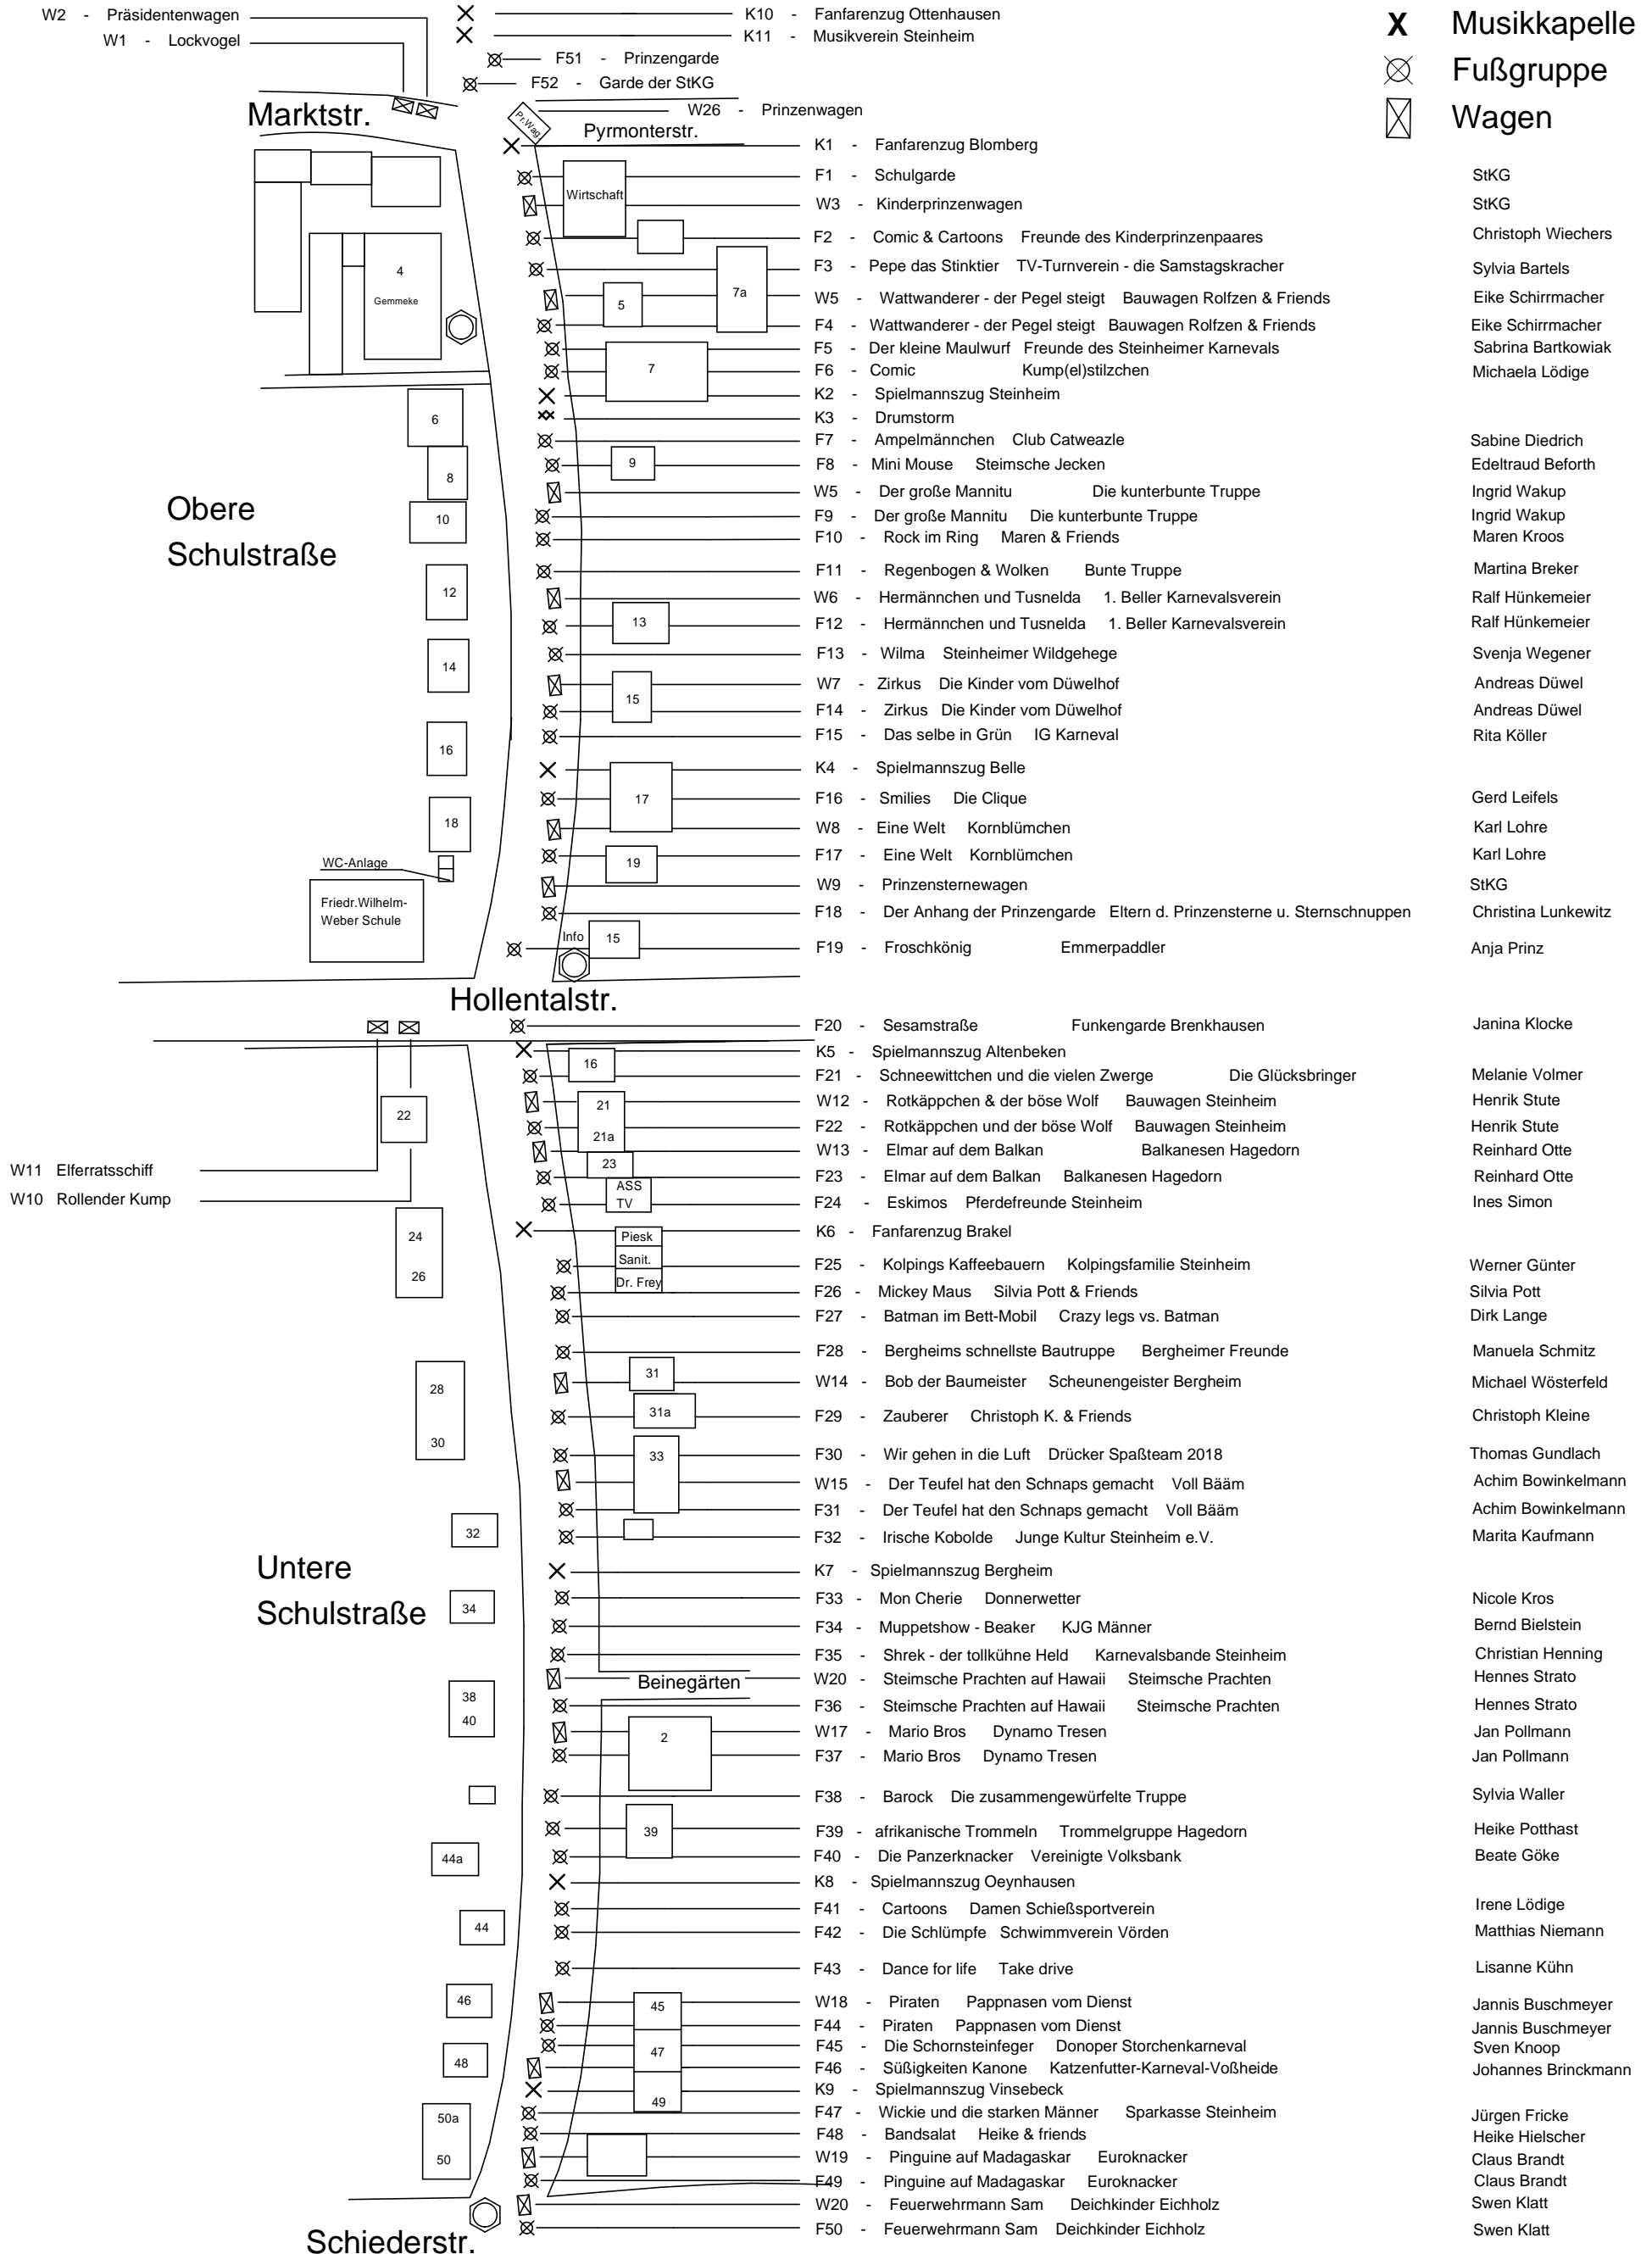 W2 - Präsidentenwagen
W1 - Lockvogel
K10 - Fanfarenzug Ottenhausen
K11 - Musikverein Steinheim
F51 - Prinzengarde
F52 - Garde der StKG
X Musikkapelle
Fußgruppe
Wagen
Marktstr.
Pr.Wag
W26 - Prinzenwagen
Pyrmonterstr.
K1 - Fanfarenzug Blomberg
F1 - Schulgarde StKG
Wirtschaft
W3 - Kinderprinzenwagen StKG
F2 - Comic & Cartoons Freunde des Kinderprinzenpaares Christoph Wiechers
F3 - Pepe das Stinktier TV-Turnverein - die Samstagskracher Sylvia Bartels
4
Gemmeke
7a
5
W5 - Wattwanderer - der Pegel steigt Bauwagen Rolfzen & Friends Eike Schirrmacher
F4 - Wattwanderer - der Pegel steigt Bauwagen Rolfzen & Friends Eike Schirrmacher
F5 - Der kleine Maulwurf Freunde des Steinheimer Karnevals Sabrina Bartkowiak
7
F6 - Comic Kump(el)stilzchen Michaela Lödige
K2 - Spielmannszug Steinheim
K3 - Drumstorm
6
F7 - Ampelmännchen Club Catweazle Sabine Diedrich
9
F8 - Mini Mouse Steimsche Jecken Edeltraud Beforth
8
W5 - Der große Mannitu Die kunterbunte Truppe Ingrid Wakup
Obere
Schulstraße
10
F9 - Der große Mannitu Die kunterbunte Truppe Ingrid Wakup
F10 - Rock im Ring Maren & Friends Maren Kroos
F11 - Regenbogen & Wolken Bunte Truppe Martina Breker
12
W6 - Hermännchen und Tusnelda 1. Beller Karnevalsverein Ralf Hünkemeier
13
F12 - Hermännchen und Tusnelda 1. Beller Karnevalsverein Ralf Hünkemeier
F13 - Wilma Steinheimer Wildgehege Svenja Wegener
14
W7 - Zirkus Die Kinder vom Düwelhof Andreas Düwel
15
F14 - Zirkus Die Kinder vom Düwelhof Andreas Düwel
F15 - Das selbe in Grün IG Karneval Rita Köller
16
K4 - Spielmannszug Belle
17
F16 - Smilies Die Clique Gerd Leifels
18
W8 - Eine Welt Kornblümchen Karl Lohre
19
F17 - Eine Welt Kornblümchen Karl Lohre
WC-Anlage
W9 - Prinzensternewagen StKG
Friedr.Wilhelm-
Weber Schule
F18 - Der Anhang der Prinzengarde Eltern d. Prinzensterne u. Sternschnuppen Christina Lunkewitz
Info
15
F19 - Froschkönig Emmerpaddler Anja Prinz
Hollentalstr.
F20 - Sesamstraße Funkengarde Brenkhausen Janina Klocke
K5 - Spielmannszug Altenbeken
16
F21 - Schneewittchen und die vielen Zwerge Die Glücksbringer Melanie Volmer
21
W12 - Rotkäppchen & der böse Wolf Bauwagen Steinheim Henrik Stute
22
21a
F22 - Rotkäppchen und der böse Wolf Bauwagen Steinheim Henrik Stute
W13 - Elmar auf dem Balkan Balkanesen Hagedorn Reinhard Otte
23
W11 Elferratsschiff
F23 - Elmar auf dem Balkan Balkanesen Hagedorn Reinhard Otte
ASS
TV
W10 Rollender Kump
F24 - Eskimos Pferdefreunde Steinheim Ines Simon
24
26
K6 - Fanfarenzug Brakel
Piesk
Sanit.
Dr. Frey
F25 - Kolpings Kaffeebauern Kolpingsfamilie Steinheim Werner Günter
F26 - Mickey Maus Silvia Pott & Friends Silvia Pott
F27 - Batman im Bett-Mobil Crazy legs vs. Batman Dirk Lange
F28 - Bergheims schnellste Bautruppe Bergheimer Freunde Manuela Schmitz
31
W14 - Bob der Baumeister Scheunengeister Bergheim Michael Wösterfeld
28
31a
F29 - Zauberer Christoph K. & Friends Christoph Kleine
30
33
F30 - Wir gehen in die Luft Drücker Spaßteam 2018 Thomas Gundlach
W15 - Der Teufel hat den Schnaps gemacht Voll Bääm Achim Bowinkelmann
F31 - Der Teufel hat den Schnaps gemacht Voll Bääm Achim Bowinkelmann
32
F32 - Irische Kobolde Junge Kultur Steinheim e.V. Marita Kaufmann
Untere
Schulstraße
K7 - Spielmannszug Bergheim
F33 - Mon Cherie Donnerwetter Nicole Kros
34
F34 - Muppetshow - Beaker KJG Männer Bernd Bielstein
F35 - Shrek - der tollkühne Held Karnevalsbande Steinheim Christian Henning
Beinegärten
W20 - Steimsche Prachten auf Hawaii Steimsche Prachten Hennes Strato
38
40
F36 - Steimsche Prachten auf Hawaii Steimsche Prachten Hennes Strato
2
W17 - Mario Bros Dynamo Tresen Jan Pollmann
F37 - Mario Bros Dynamo Tresen Jan Pollmann
F38 - Barock Die zusammengewürfelte Truppe Sylvia Waller
39
F39 - afrikanische Trommeln Trommelgruppe Hagedorn Heike Potthast
44a
F40 - Die Panzerknacker Vereinigte Volksbank Beate Göke
K8 - Spielmannszug Oeynhausen
F41 - Cartoons Damen Schießsportverein Irene Lödige
44
F42 - Die Schlümpfe Schwimmverein Vörden Matthias Niemann
F43 - Dance for life Take drive Lisanne Kühn
46
45
W18 - Piraten Pappnasen vom Dienst Jannis Buschmeyer
F44 - Piraten Pappnasen vom Dienst Jannis Buschmeyer
47
F45 - Die Schornsteinfeger Donoper Storchenkarneval Sven Knoop
48
F46 - Süßigkeiten Kanone Katzenfutter-Karneval-Voßheide Johannes Brinckmann
K9 - Spielmannszug Vinsebeck
49
50a
F47 - Wickie und die starken Männer Sparkasse Steinheim Jürgen Fricke
F48 - Bandsalat Heike & friends Heike Hielscher
50
W19 - Pinguine auf Madagaskar Euroknacker Claus Brandt
F49 - Pinguine auf Madagaskar Euroknacker Claus Brandt
W20 - Feuerwehrmann Sam Deichkinder Eichholz Swen Klatt
F50 - Feuerwehrmann Sam Deichkinder Eichholz Swen Klatt
Schiederstr.